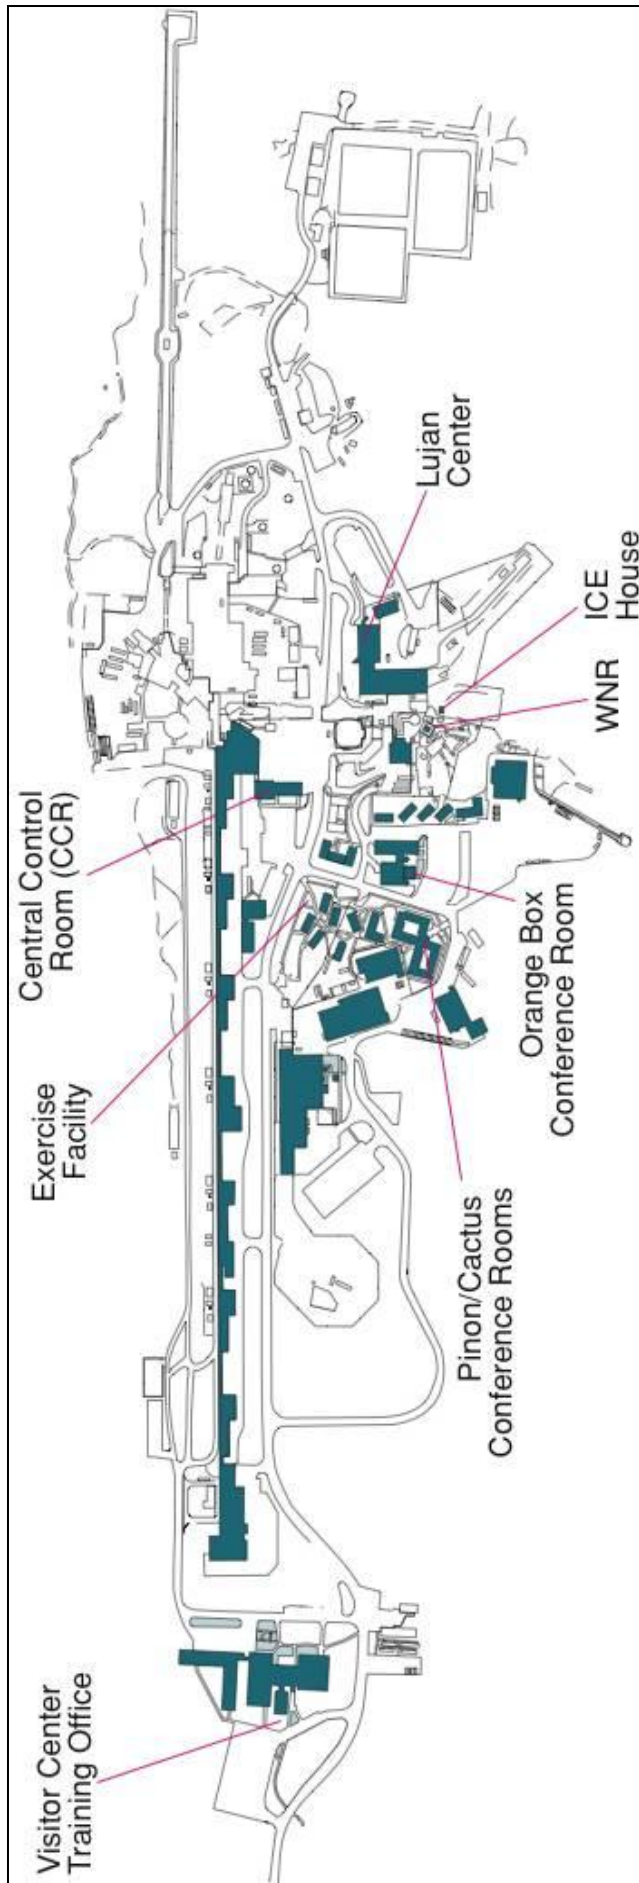 Visitor Center
Training Office
Exercise
Facility
Central Control
Room (CCR)
Pinon/Cactus
Conference Rooms
Orange Box
Conference Room
WNR
ICE
House
Lujan
Center